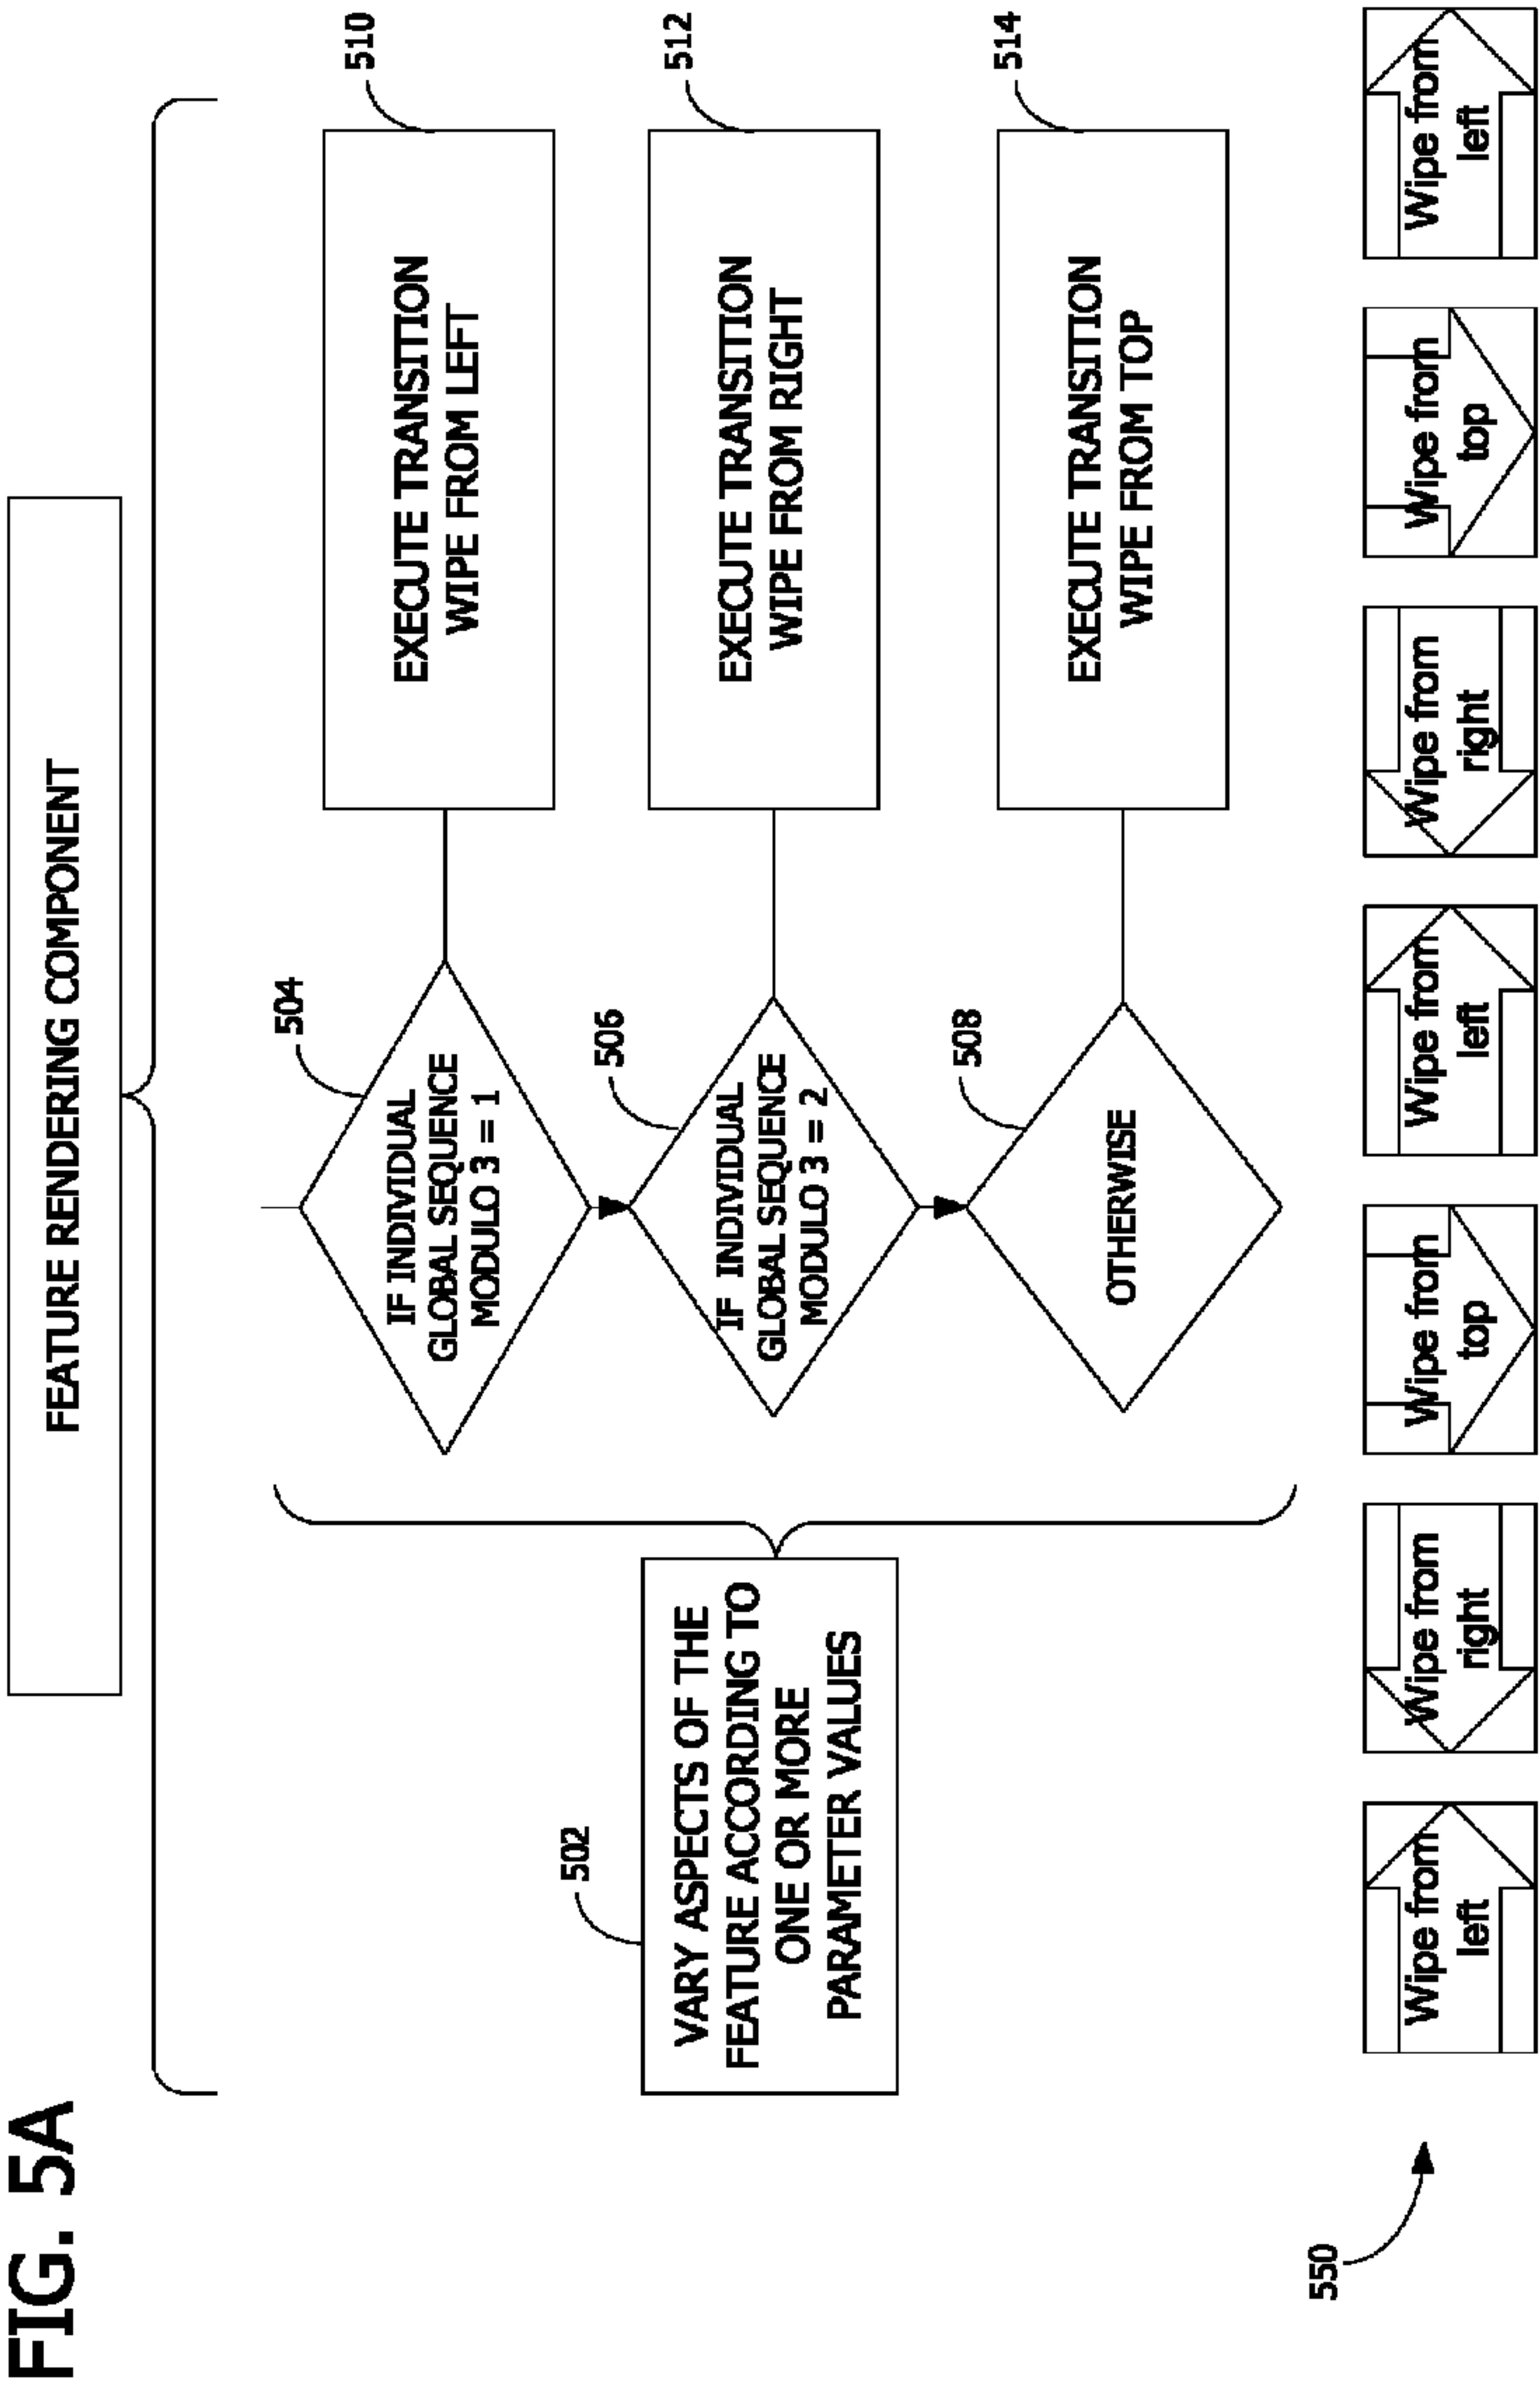 FIG. 5A
FEATURE RENDERING COMPONENT
502
VARY ASPECTS OF THE
FEATURE ACCORDING TO
ONE OR MORE
PARAMETER VALUES
504
IF INDIVIDUAL
GLOBAL SEQUENCE
MODULO 3 = 1
510
EXECUTE TRANSITION
WIPE FROM LEFT
506
IF INDIVIDUAL
GLOBAL SEQUENCE
MODULO 3 = 2
512
EXECUTE TRANSITION
WIPE FROM RIGHT
508
OTHERWISE
514
EXECUTE TRANSITION
WIPE FROM TOP
550
Wipe from
left
Wipe from
right
Wipe from
top
Wipe from
left
Wipe from
right
Wipe from
top
Wipe from
left